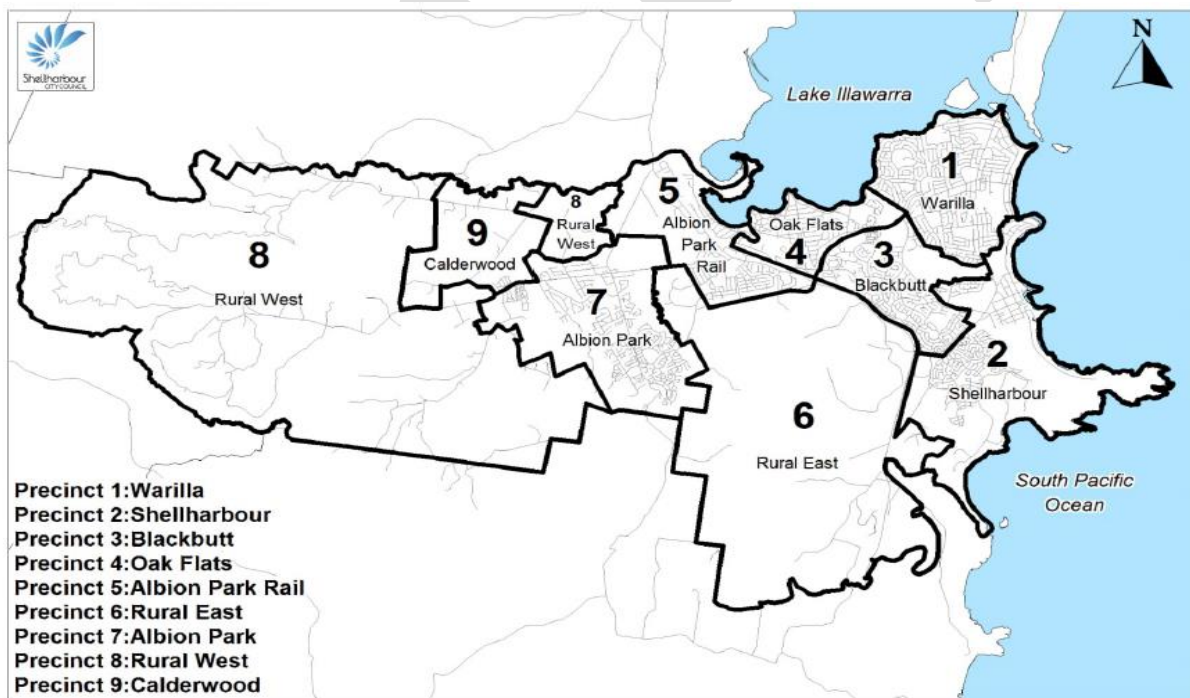 Shellharbour
CITY COUNCIL
N
Lake Illawarra
1
Warilla
5
Albion
Park
Rail
8
Rural
West
Oak Flats
4
9
Calderwood
3
Blackbutt
8
Rural West
7
Albion Park
2
Shellharbour
6
Rural East
South Pacific
Ocean
Precinct 1:Warilla
Precinct 2:Shellharbour
Precinct 3:Blackbutt
Precinct 4:Oak Flats
Precinct 5:Albion Park Rail
Precinct 6:Rural East
Precinct 7:Albion Park
Precinct 8:Rural West
Precinct 9:Calderwood